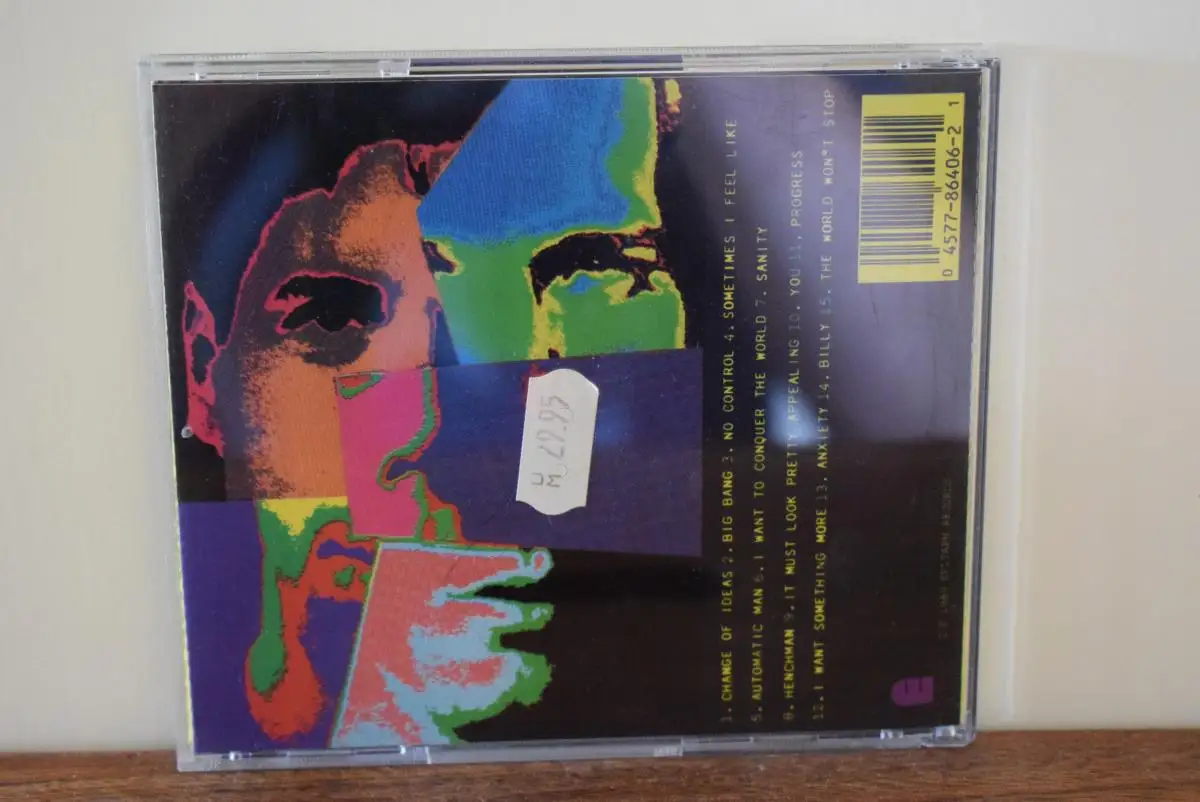 1. CHANGE OF IDEAS 2. BIG BANG 3. NO CONTROL 4. SOMETIMES I FEEL LIKE
5. AUTOMATIC MAN 6. I WANT TO CONQUER THE WORLD 7. SANITY
8. HENCHMAN 9. IT MUST LOOK PRETTY APPEALING 10. YOU 11. PROGRESS
12. I WANT SOMETHING MORE 13. ANXIETY 14. BILLY 15. THE WORLD WON'T STOP
0 4577-86406-2 1